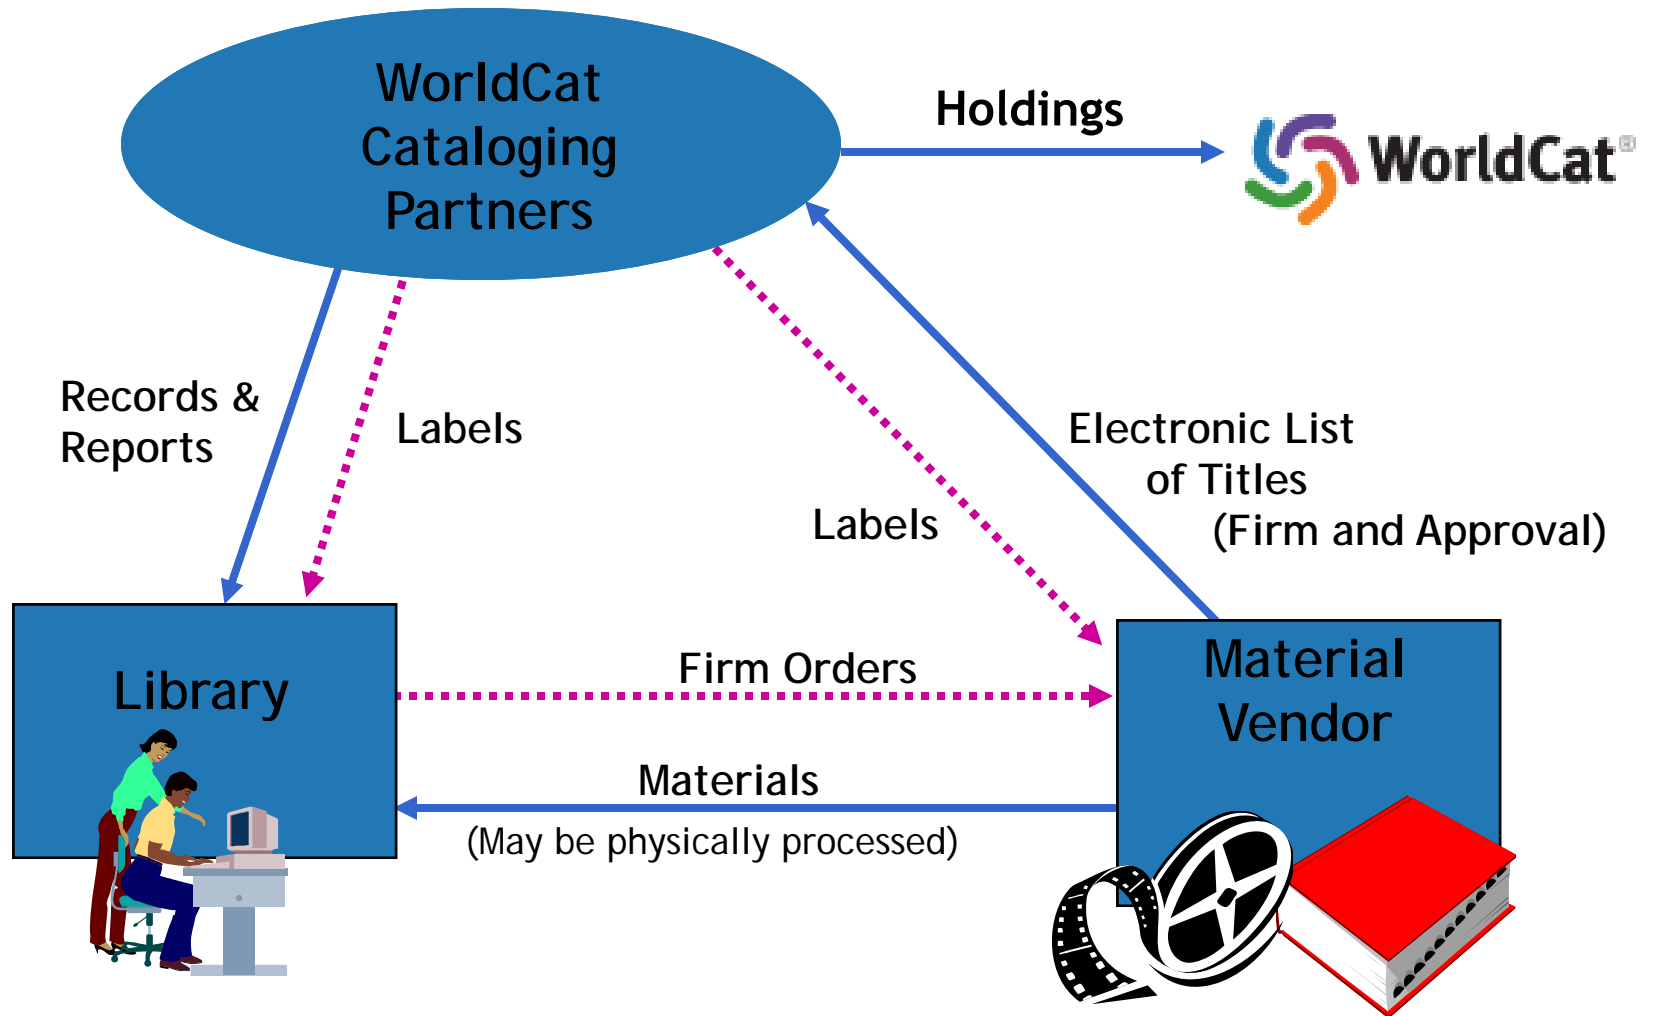 WorldCat
Cataloging
Partners
Holdings
WorldCat®
Records &
Reports
Labels
Labels
Electronic List
of Titles
(Firm and Approval)
Library
Firm Orders
Material
Vendor
Materials
(May be physically processed)